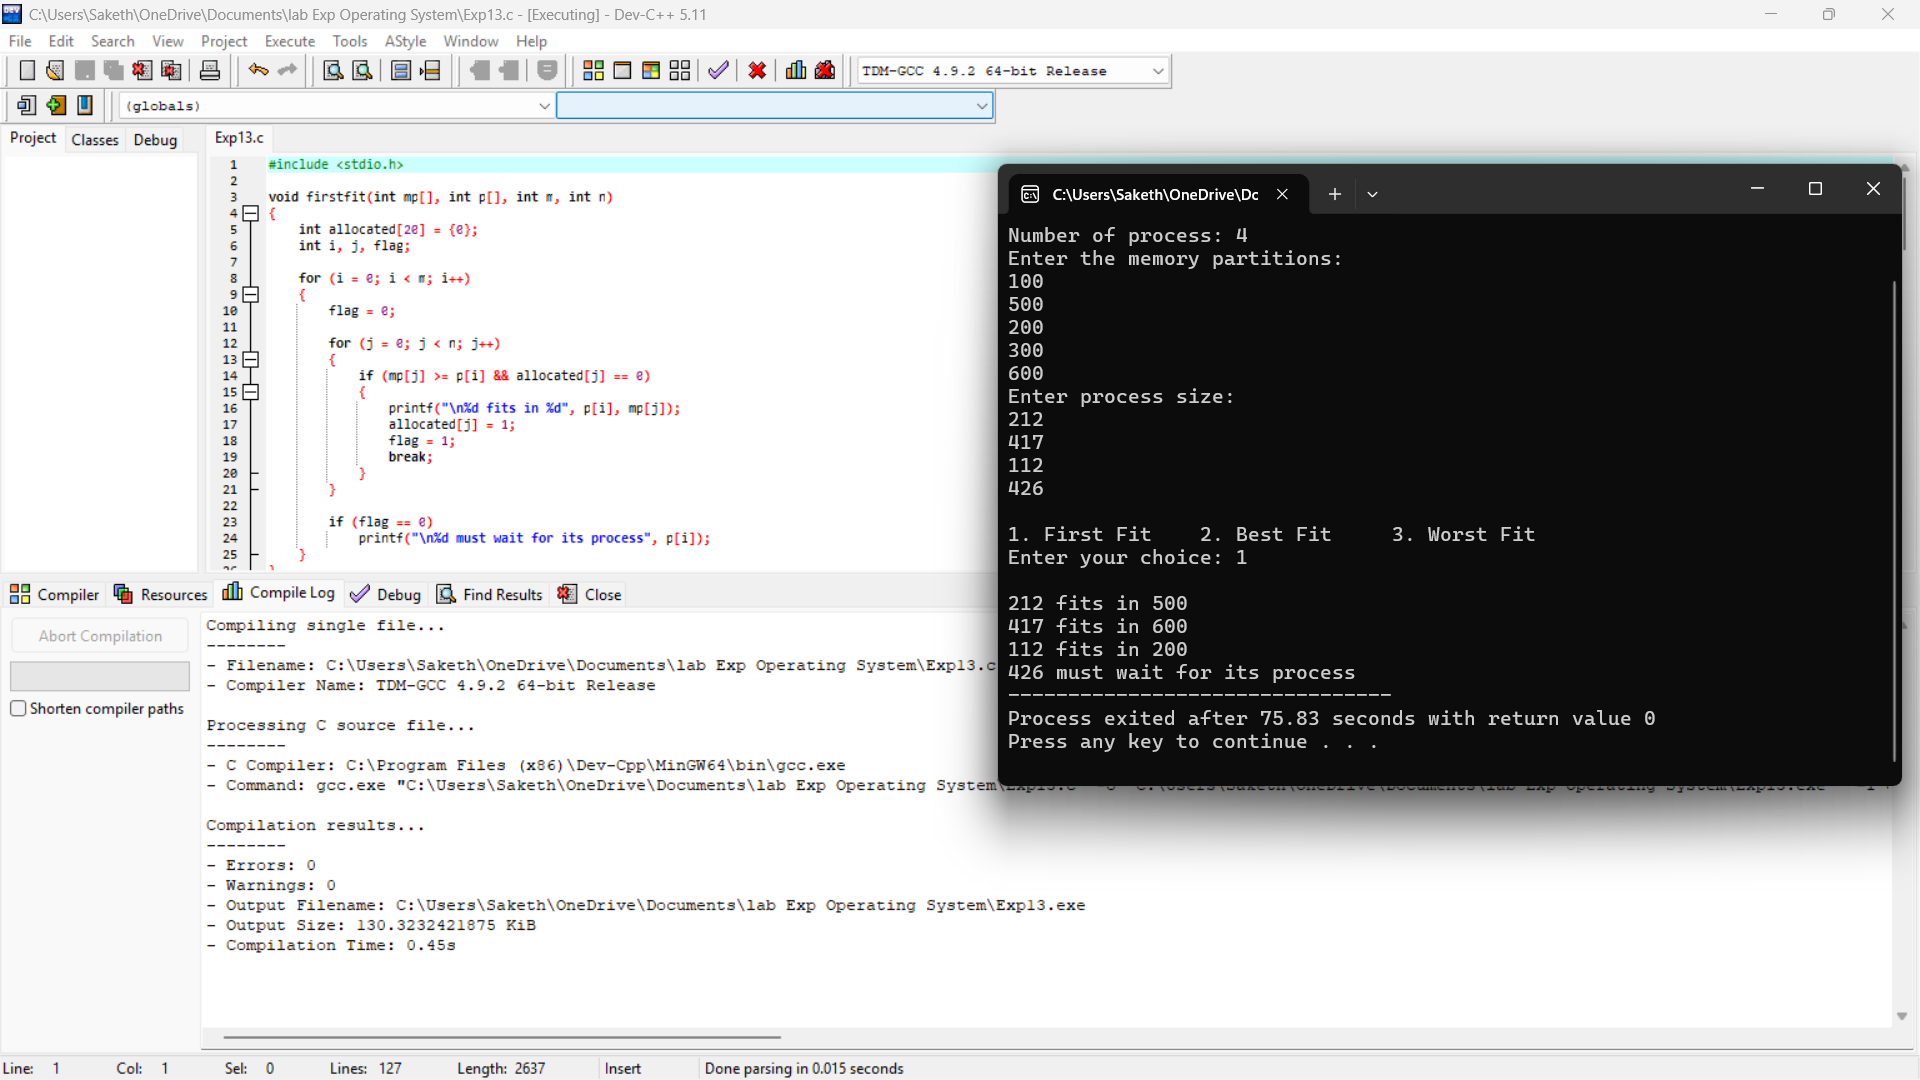 C:\Users\Saketh\OneDrive\Documents\lab Exp Operating System\Exp13.c - [Executing] - Dev-C++ 5.11
File Edit Search View Project Execute Tools AStyle Window Help
TDM-GCC 4.9.2 64-bit Release
(globals)
Project Classes Debug
Exp13.c
1 #include <stdio.h>
2
3 void firstfit(int mp[], int p[], int m, int n)
4 {
5 int allocated[20] = {0};
6 int i, j, flag;
7
8 for (i = 0; i < m; i++)
9 {
10 flag = 0;
11
12 for (j = 0; j < n; j++)
13 {
14 if (mp[j] >= p[i] && allocated[j] == 0)
15 {
16 printf("\n%d fits in %d", p[i], mp[j]);
17 allocated[j] = 1;
18 flag = 1;
19 break;
20 }
21 }
22
23 if (flag == 0)
24 printf("\n%d must wait for its process", p[i]);
25 }
C:\Users\Saketh\OneDrive\Dc
Number of process: 4
Enter the memory partitions:
100
500
200
300
600
Enter process size:
212
417
112
426
1. First Fit 2. Best Fit 3. Worst Fit
Enter your choice: 1
212 fits in 500
417 fits in 600
112 fits in 200
426 must wait for its process
--------------------------------
Process exited after 75.83 seconds with return value 0
Press any key to continue . . .
Compiler Resources Compile Log Debug Find Results Close
Abort Compilation
Shorten compiler paths
Compiling single file...
--------
- Filename: C:\Users\Saketh\OneDrive\Documents\lab Exp Operating System\Exp13.c
- Compiler Name: TDM-GCC 4.9.2 64-bit Release
Processing C source file...
--------
- C Compiler: C:\Program Files (x86)\Dev-Cpp\MinGW64\bin\gcc.exe
- Command: gcc.exe "C:\Users\Saketh\OneDrive\Documents\lab Exp Operating System
Compilation results...
--------
- Errors: 0
- Warnings: 0
- Output Filename: C:\Users\Saketh\OneDrive\Documents\lab Exp Operating System\Exp13.exe
- Output Size: 130.3232421875 KiB
- Compilation Time: 0.45s
Line: 1 Col: 1 Sel: 0 Lines: 127 Length: 2637 Insert Done parsing in 0.015 seconds